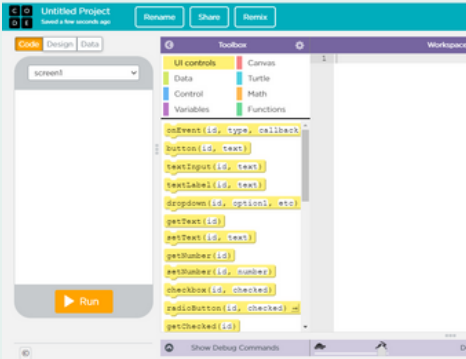 C O
D E
Untitled Project
Saved a few seconds ago
Rename
Share
Remix
Code
Design
Data
Toolbox
Workspace
screen1
UI controls
Canvas
Data
Turtle
Control
Math
Variables
Functions
1
onEvent(id, type, callback
button(id, text)
textInput(id, text)
textLabel(id, text)
dropdown(id, option1, etc)
getText(id)
setText(id, text)
getNumber(id)
setNumber(id, number)
checkbox(id, checked)
radioButton(id, checked)
getChecked(id)
Run
Show Debug Commands
D